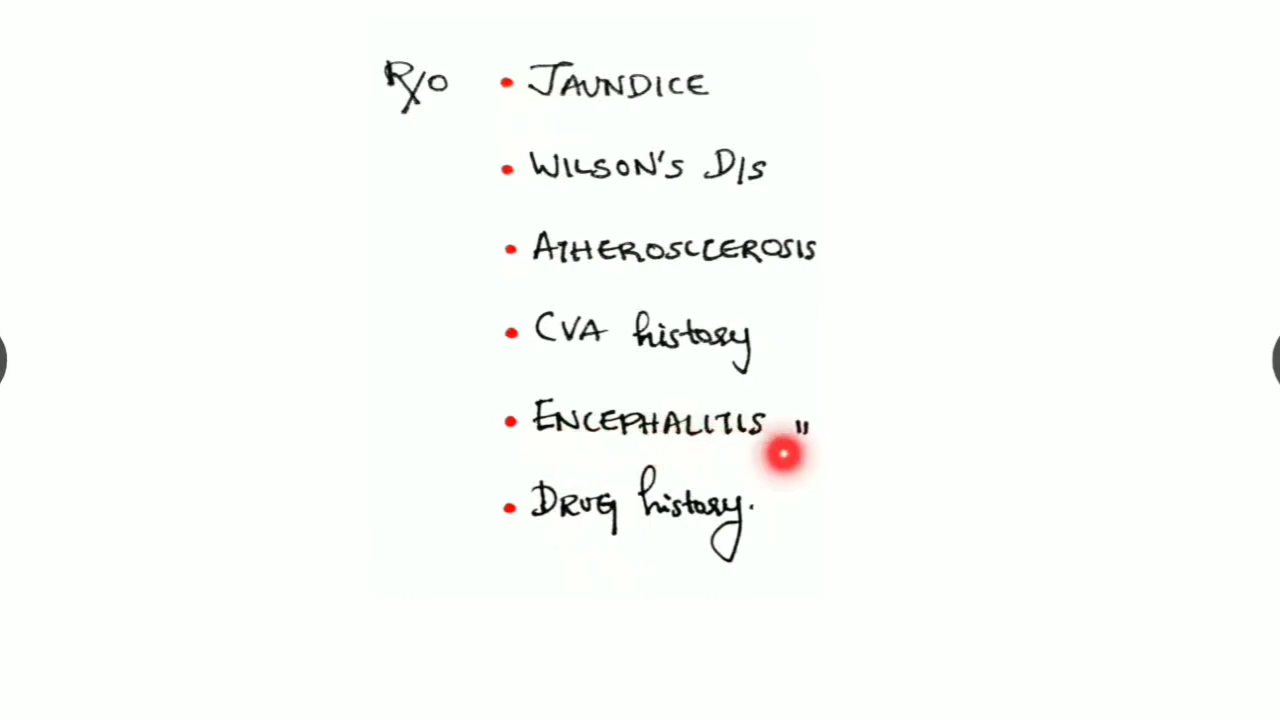 R/O • JAUNDICE
• WILSON'S D/S
• ATHEROSCLEROSIS
• CVA history
• ENCEPHALITIS "
• DRUG history.